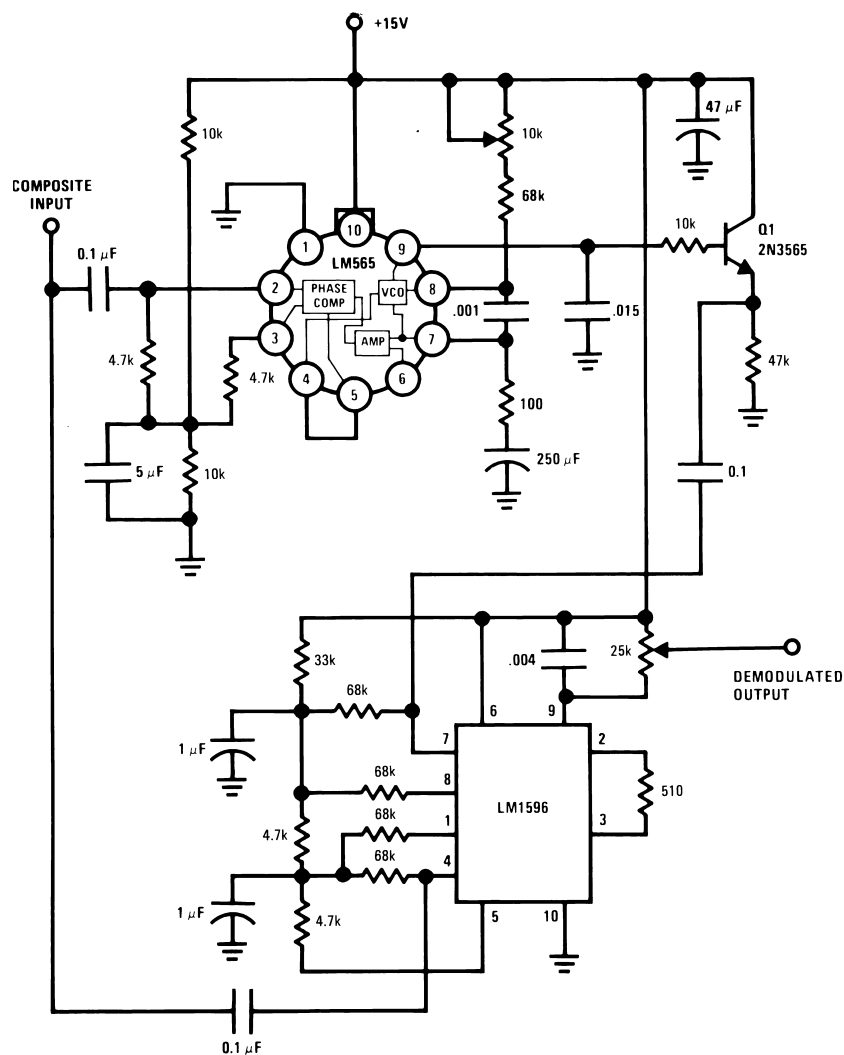 +15V
10k
10k
47 μF
COMPOSITE
INPUT
68k
10
1
9
LM565
10k
Q1
2N3565
0.1 μF
2
PHASE
COMP
VCO
8
.001
.015
3
AMP
7
4.7k
4.7k
4
5
6
47k
100
5 μF
10k
250 μF
0.1
33k
.004
25k
DEMODULATED
OUTPUT
68k
6
9
1 μF
7
2
68k
8
LM1596
510
68k
4.7k
1
3
68k
4
1 μF
4.7k
5
10
0.1 μF